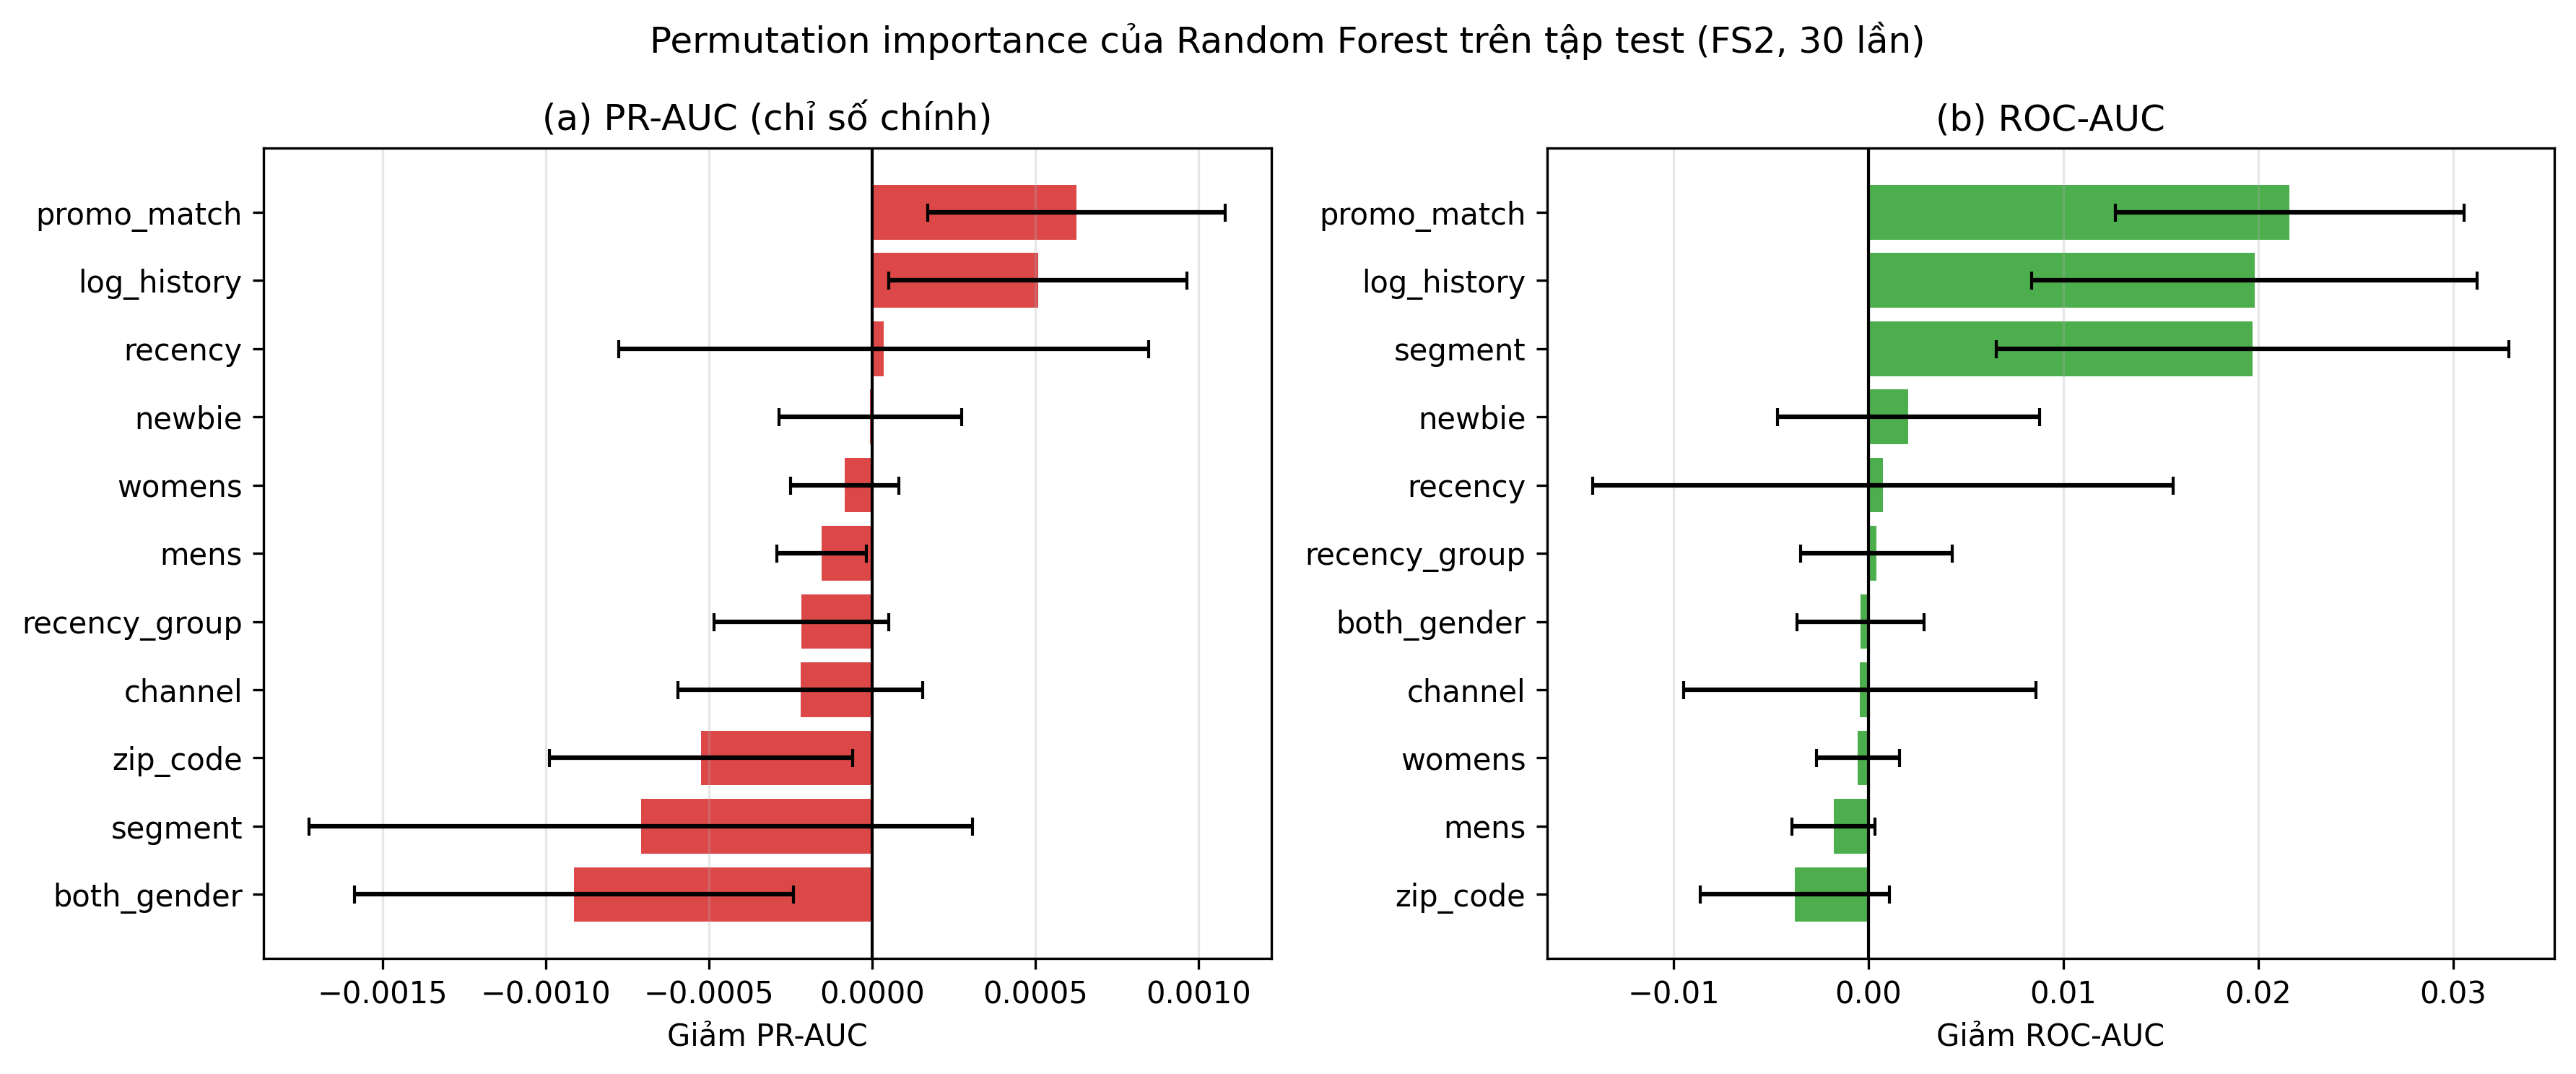 Permutation importance của Random Forest trên tập test (FS2, 30 lần)
(a) PR-AUC (chỉ số chính)
promo_match
log_history
recency
newbie
womens
mens
recency_group
channel
zip_code
segment
both_gender
−0.0015 −0.0010 −0.0005 0.0000 0.0005 0.0010
Giảm PR-AUC
(b) ROC-AUC
promo_match
log_history
segment
newbie
recency
recency_group
both_gender
channel
womens
mens
zip_code
−0.01 0.00 0.01 0.02 0.03
Giảm ROC-AUC